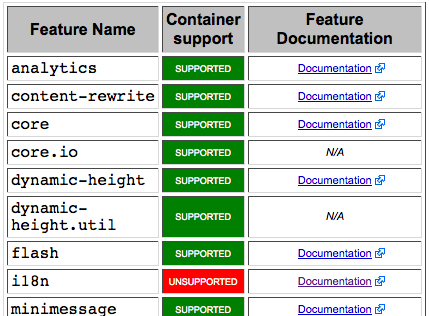 Feature Name Container support Feature Documentation
analytics SUPPORTED Documentation
content-rewrite SUPPORTED Documentation
core SUPPORTED Documentation
core.io SUPPORTED N/A
dynamic-height SUPPORTED Documentation
dynamic-height.util SUPPORTED N/A
flash SUPPORTED Documentation
i18n UNSUPPORTED Documentation
minimessage SUPPORTED Documentation